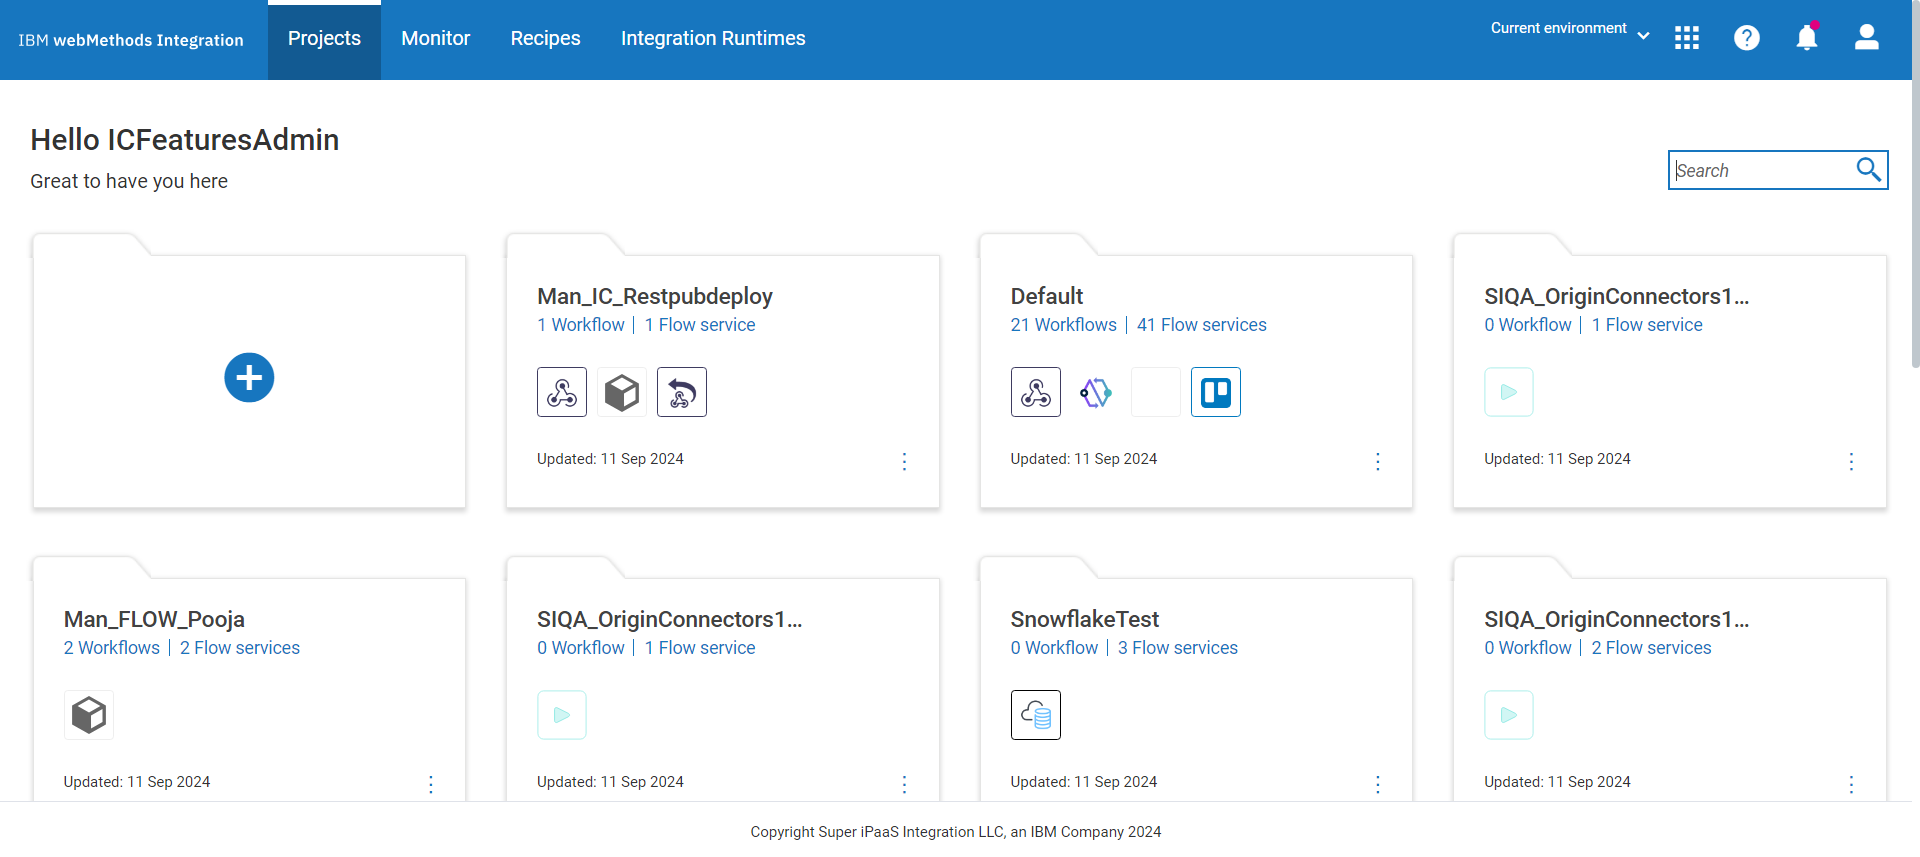 IBM webMethods Integration
Projects
Monitor
Recipes
Integration Runtimes
Current environment
Hello ICFeaturesAdmin
Great to have you here
Search
Man_IC_Restpubdeploy
1 Workflow | 1 Flow service
Updated: 11 Sep 2024
Default
21 Workflows | 41 Flow services
Updated: 11 Sep 2024
SIQA_OriginConnectors1...
0 Workflow | 1 Flow service
Updated: 11 Sep 2024
Man_FLOW_Pooja
2 Workflows | 2 Flow services
Updated: 11 Sep 2024
SIQA_OriginConnectors1...
0 Workflow | 1 Flow service
Updated: 11 Sep 2024
SnowflakeTest
0 Workflow | 3 Flow services
Updated: 11 Sep 2024
SIQA_OriginConnectors1...
0 Workflow | 2 Flow services
Updated: 11 Sep 2024
Copyright Super iPaaS Integration LLC, an IBM Company 2024